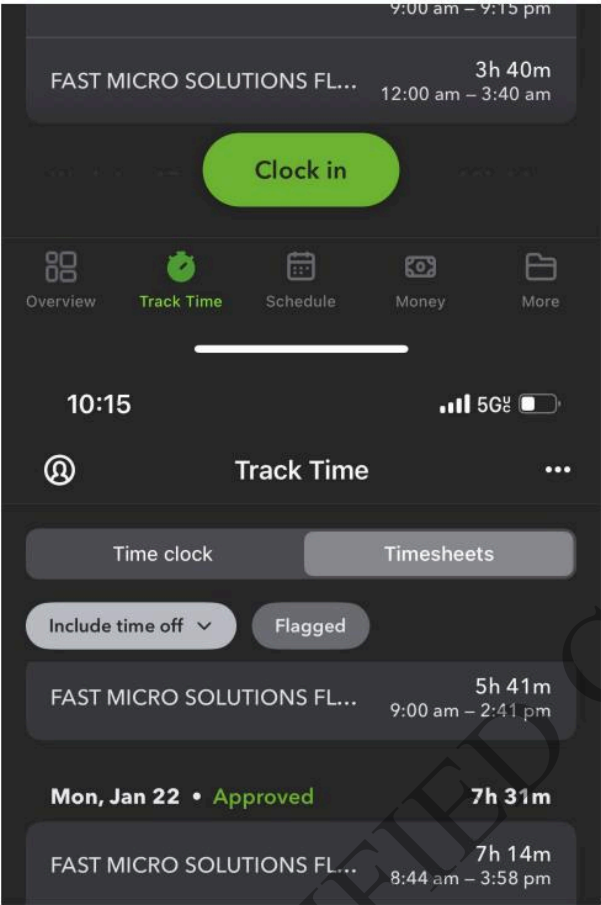 9:00 am – 9:15 pm
FAST MICRO SOLUTIONS FL... 3h 40m
12:00 am – 3:40 am
Clock in
Overview Track Time Schedule Money More
10:15 5G
Track Time
Time clock Timesheets
Include time off Flagged
FAST MICRO SOLUTIONS FL... 5h 41m
9:00 am – 2:41 pm
Mon, Jan 22 • Approved 7h 31m
FAST MICRO SOLUTIONS FL... 7h 14m
8:44 am – 3:58 pm